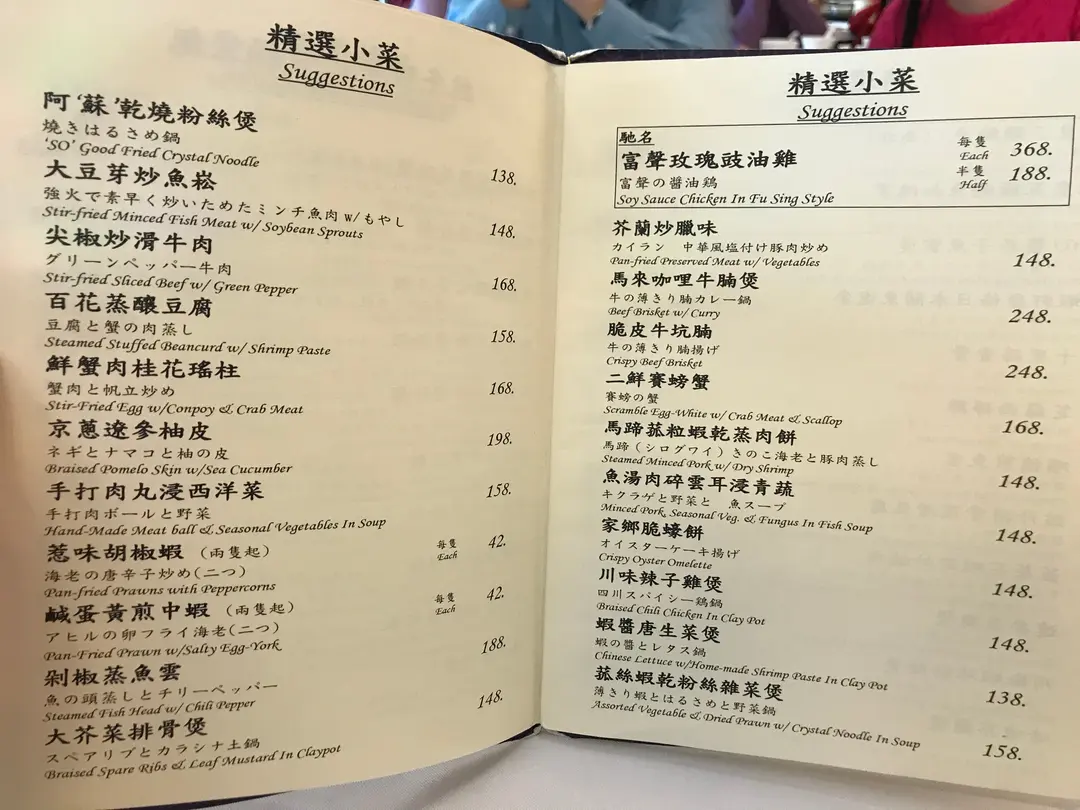 精選小菜
Suggestions
阿‘蘇’乾燒粉絲煲
焼きはるさめ鍋
‘SO’ Good Fried Crystal Noodle
138.
大豆芽炒魚崧
強火で素早く炒いためたミンチ魚肉 w/もやし
Stir-fried Minced Fish Meat w/ Soybean Sprouts
148.
尖椒炒滑牛肉
グリーンペッパー牛肉
Stir-fried Sliced Beef w/ Green Pepper
168.
百花蒸釀豆腐
豆腐と蟹の肉蒸し
Steamed Stuffed Beancurd w/ Shrimp Paste
158.
鮮蟹肉桂花瑤柱
蟹肉と帆立炒め
Stir-Fried Egg w/Conpoy & Crab Meat
168.
京蔥遼參柚皮
ネギとナマコと柚の皮
Braised Pomelo Skin w/Sea Cucumber
198.
手打肉丸浸西洋菜
手打肉ボールと野菜
Hand-Made Meat ball & Seasonal Vegetables In Soup
158.
惹味胡椒蝦 (兩隻起) 每隻 42.
Each
海老の唐辛子炒め(二つ)
Pan-fried Prawns with Peppercorns
鹹蛋黃煎中蝦 (兩隻起) 每隻 42.
Each
アヒルの卵フライ海老(二つ)
Pan-Fried Prawn w/Salty Egg-York
剁椒蒸魚雲
188.
魚の頭蒸しとチリーペッパー
Steamed Fish Head w/ Chili Pepper
大芥菜排骨煲
148.
スペアリブとカラシナ土鍋
Braised Spare Ribs & Leaf Mustard In Claypot
精選小菜
Suggestions
馳名
富聲玫瑰豉油雞
每隻 368.
Each
半隻 188.
Half
富聲の醬油鶏
Soy Sauce Chicken In Fu Sing Style
芥蘭炒臘味
カイラン 中華風塩付け豚肉炒め
Pan-fried Preserved Meat w/ Vegetables
148.
馬來咖哩牛腩煲
牛の薄きり腩カレー鍋
Beef Brisket w/ Curry
248.
脆皮牛坑腩
牛の薄きり腩揚げ
Crispy Beef Brisket
248.
二鮮賽螃蟹
賽螃の蟹
Scramble Egg-White w/ Crab Meat & Scallop
168.
馬蹄菰粒蝦乾蒸肉餅
馬蹄（シログワイ）きのこ海老と豚肉蒸し
Steamed Minced Pork w/ Dry Shrimp
148.
魚湯肉碎雲耳浸青蔬
キクラゲと野菜と 魚スープ
Minced Pork, Seasonal Veg. & Fungus In Fish Soup
148.
家鄉脆蠔餅
オイスターケーキ揚げ
Crispy Oyster Omelette
148.
川味辣子雞煲
四川スパイシー鶏鍋
Braised Chili Chicken In Clay Pot
148.
蝦醬唐生菜煲
蝦の醬とレタス鍋
Chinese Lettuce w/Home-made Shrimp Paste In Clay Pot
138.
菰絲蝦乾粉絲雜菜煲
薄きり蝦とはるさめと野菜鍋
Assorted Vegetable & Dried Prawn w/ Crystal Noodle In Soup
158.